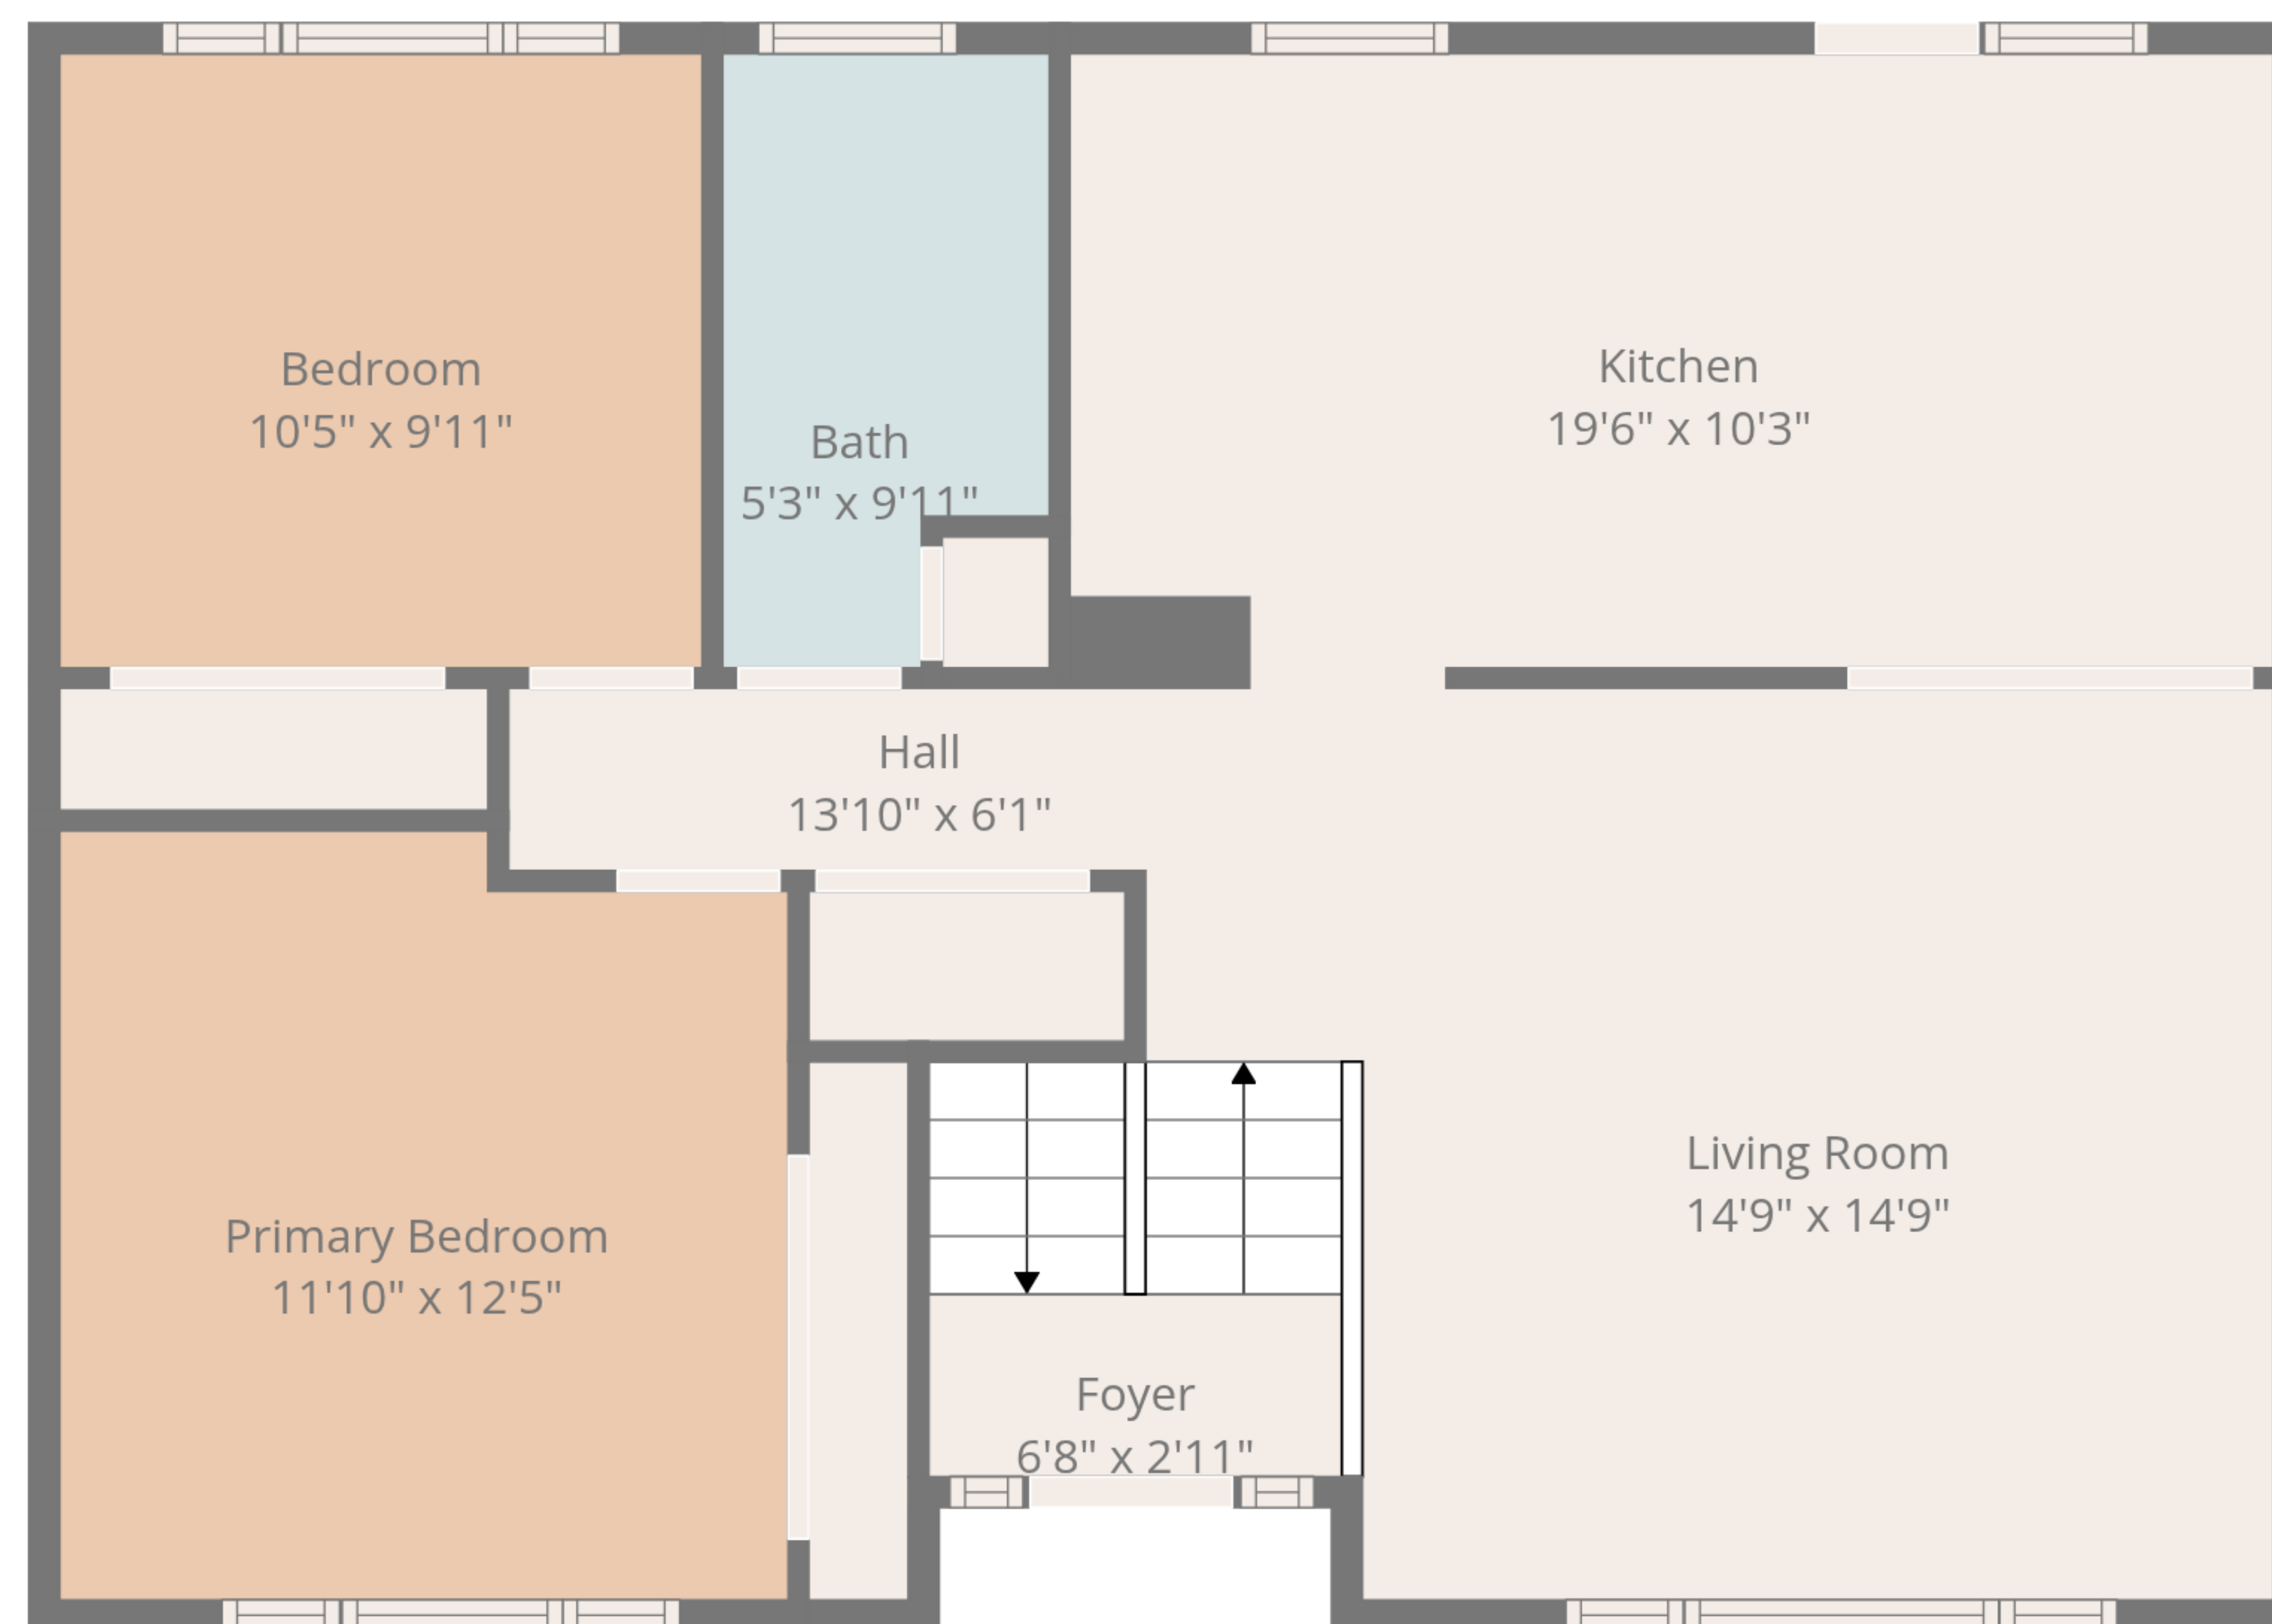 Bedroom
10'5" x 9'11"
Bath
5'3" x 9'11"
Kitchen
19'6" x 10'3"
Hall
13'10" x 6'1"
Primary Bedroom
11'10" x 12'5"
Living Room
14'9" x 14'9"
Foyer
6'8" x 2'11"